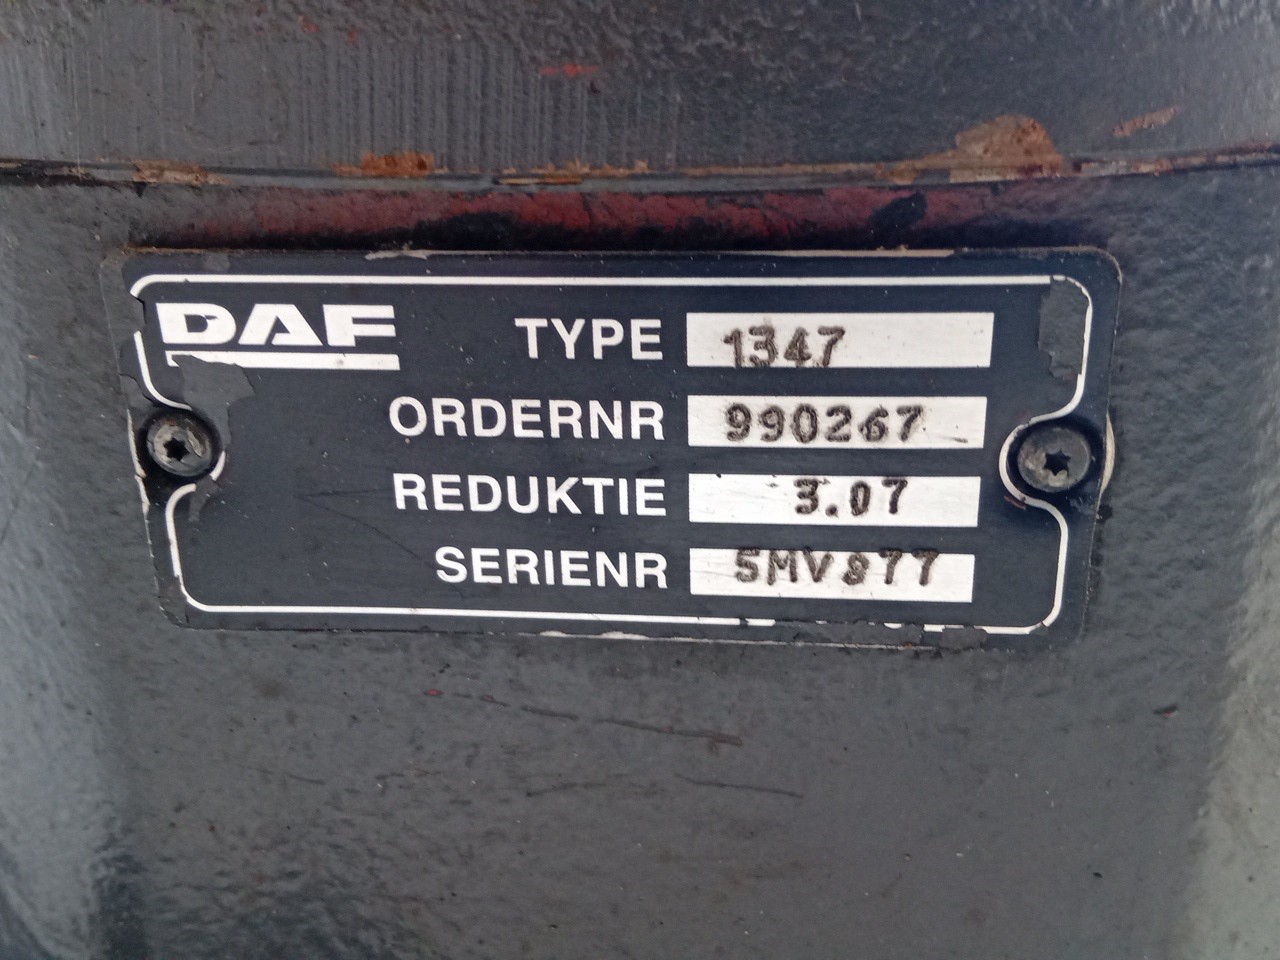 DAF
TYPE 1347
ORDERNR 990267
REDUKTIE 3.07
SERIENR 5MV877